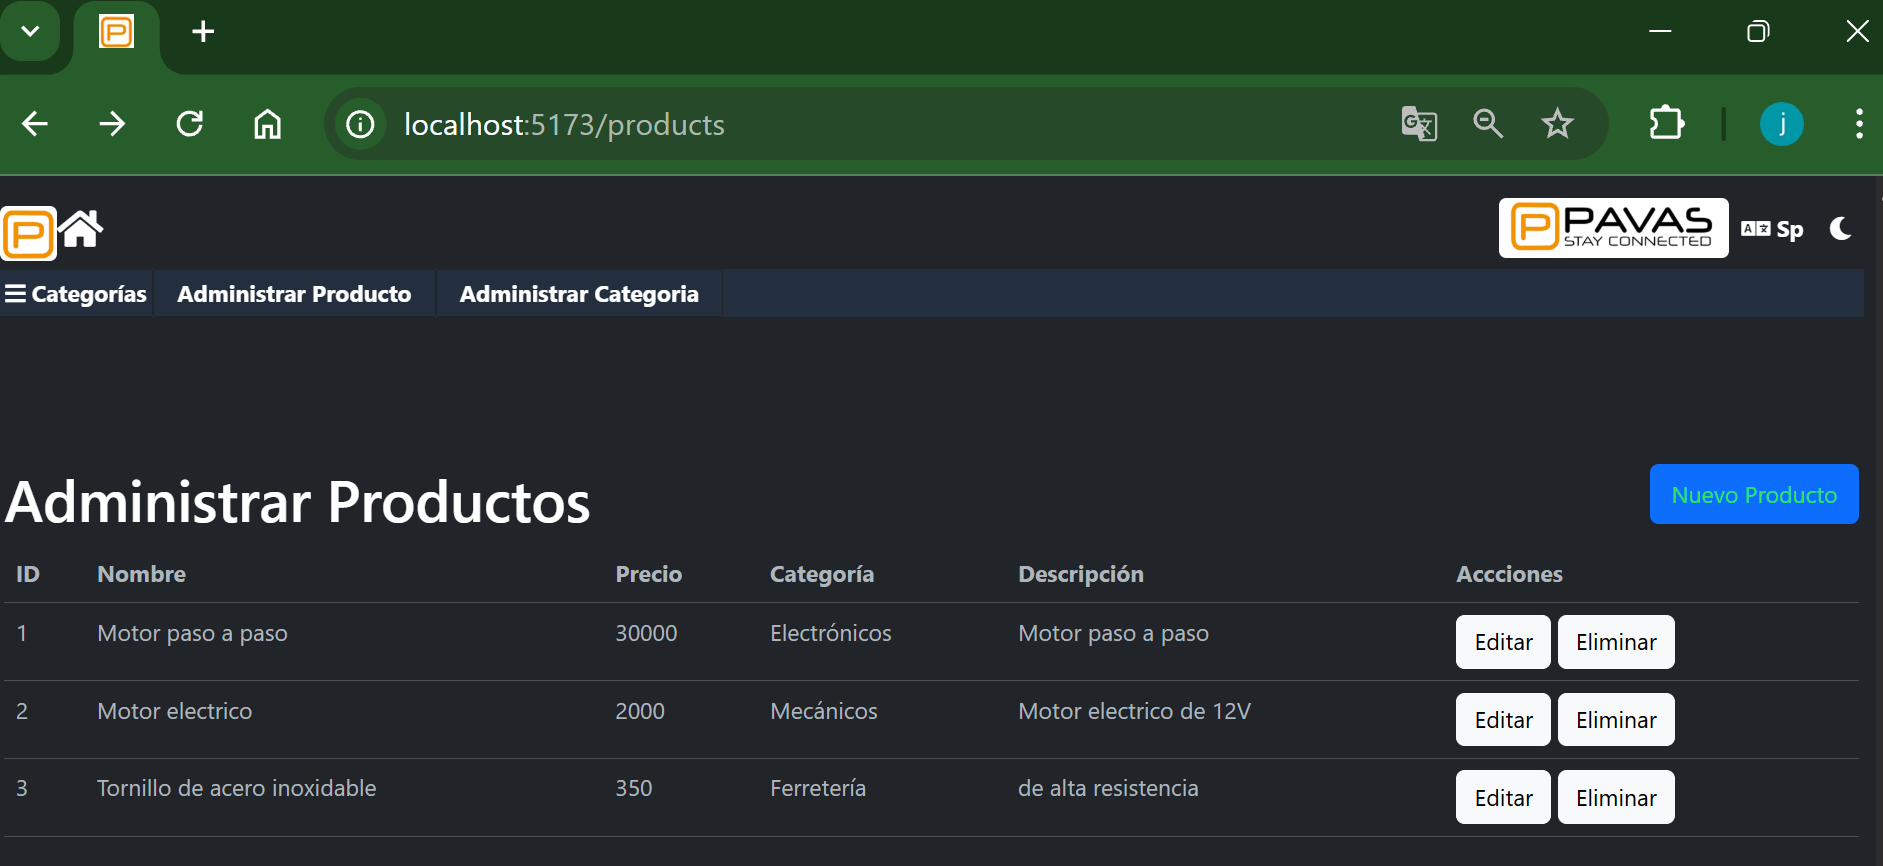 localhost:5173/products
j
PAVAS
STAY CONNECTED
Sp
Categorías Administrar Producto Administrar Categoria
Administrar Productos
Nuevo Producto
ID Nombre Precio Categoría Descripción Accciones
1 Motor paso a paso 30000 Electrónicos Motor paso a paso Editar Eliminar
2 Motor electrico 2000 Mecánicos Motor electrico de 12V Editar Eliminar
3 Tornillo de acero inoxidable 350 Ferretería de alta resistencia Editar Eliminar